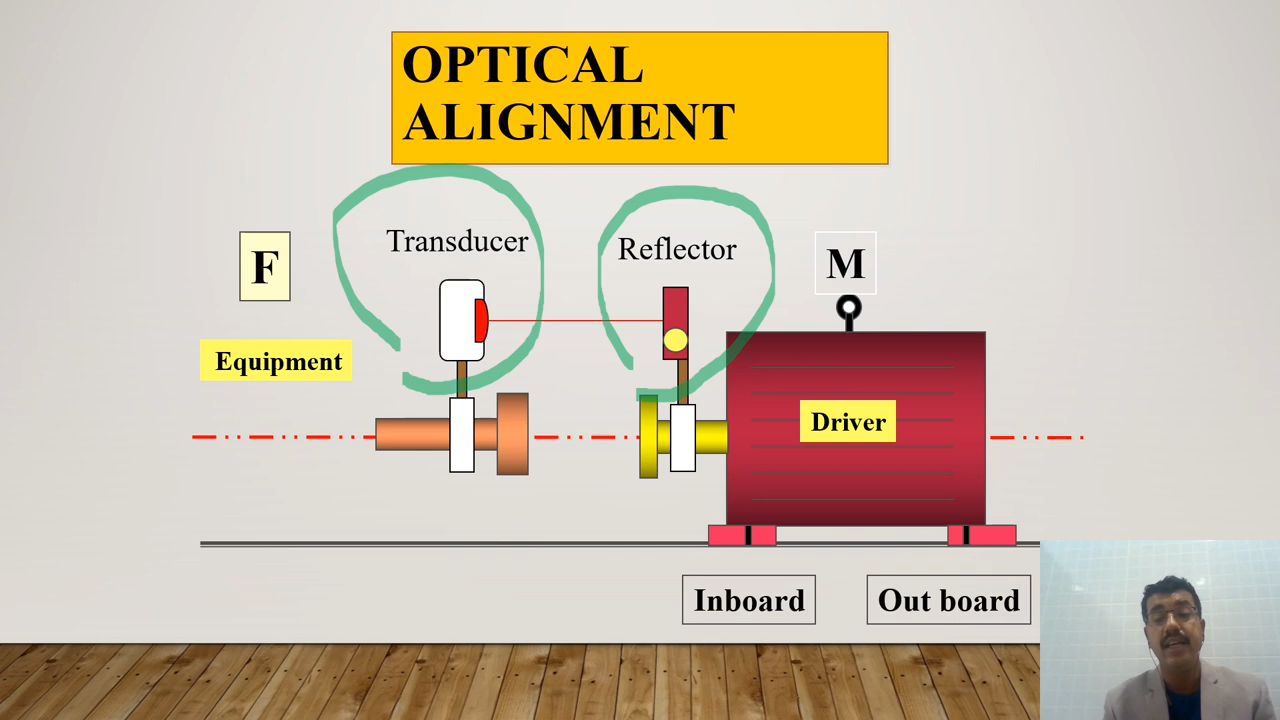 OPTICAL
ALIGNMENT
Transducer
Reflector
F
M
Equipment
Driver
Inboard
Out board